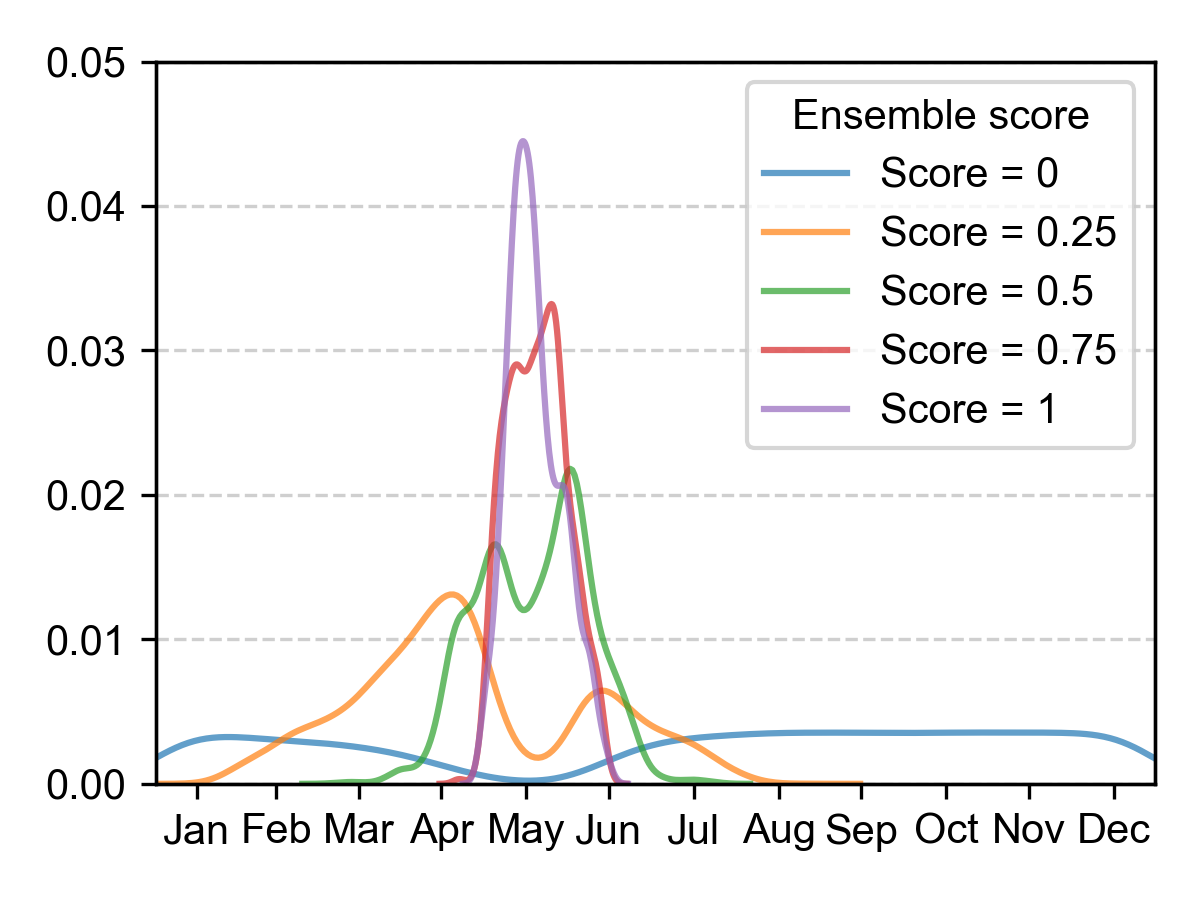 0.05
0.04
0.03
0.02
0.01
0.00
Jan Feb Mar Apr May Jun Jul Aug Sep Oct Nov Dec
Ensemble score
Score = 0
Score = 0.25
Score = 0.5
Score = 0.75
Score = 1